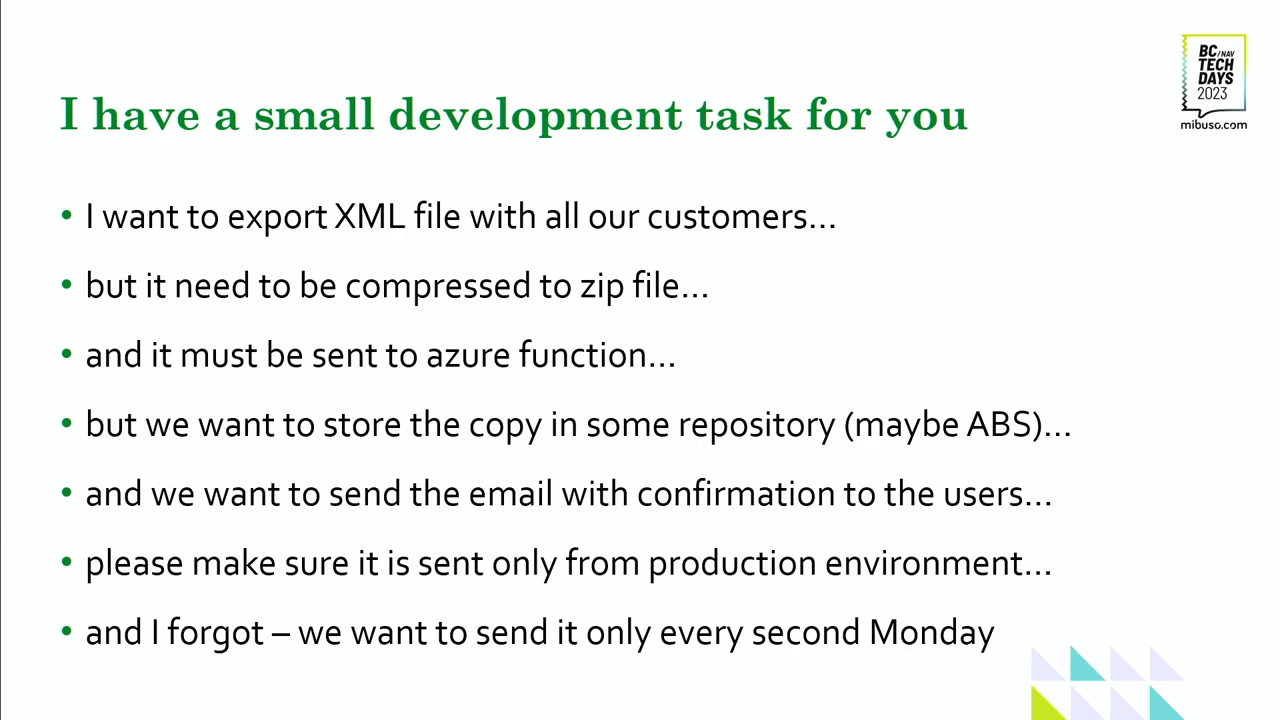 BC/NAV
TECH
DAYS
2023
mibuso.com
I have a small development task for you
• I want to export XML file with all our customers...
• but it need to be compressed to zip file...
• and it must be sent to azure function...
• but we want to store the copy in some repository (maybe ABS)...
• and we want to send the email with confirmation to the users...
• please make sure it is sent only from production environment...
• and I forgot – we want to send it only every second Monday